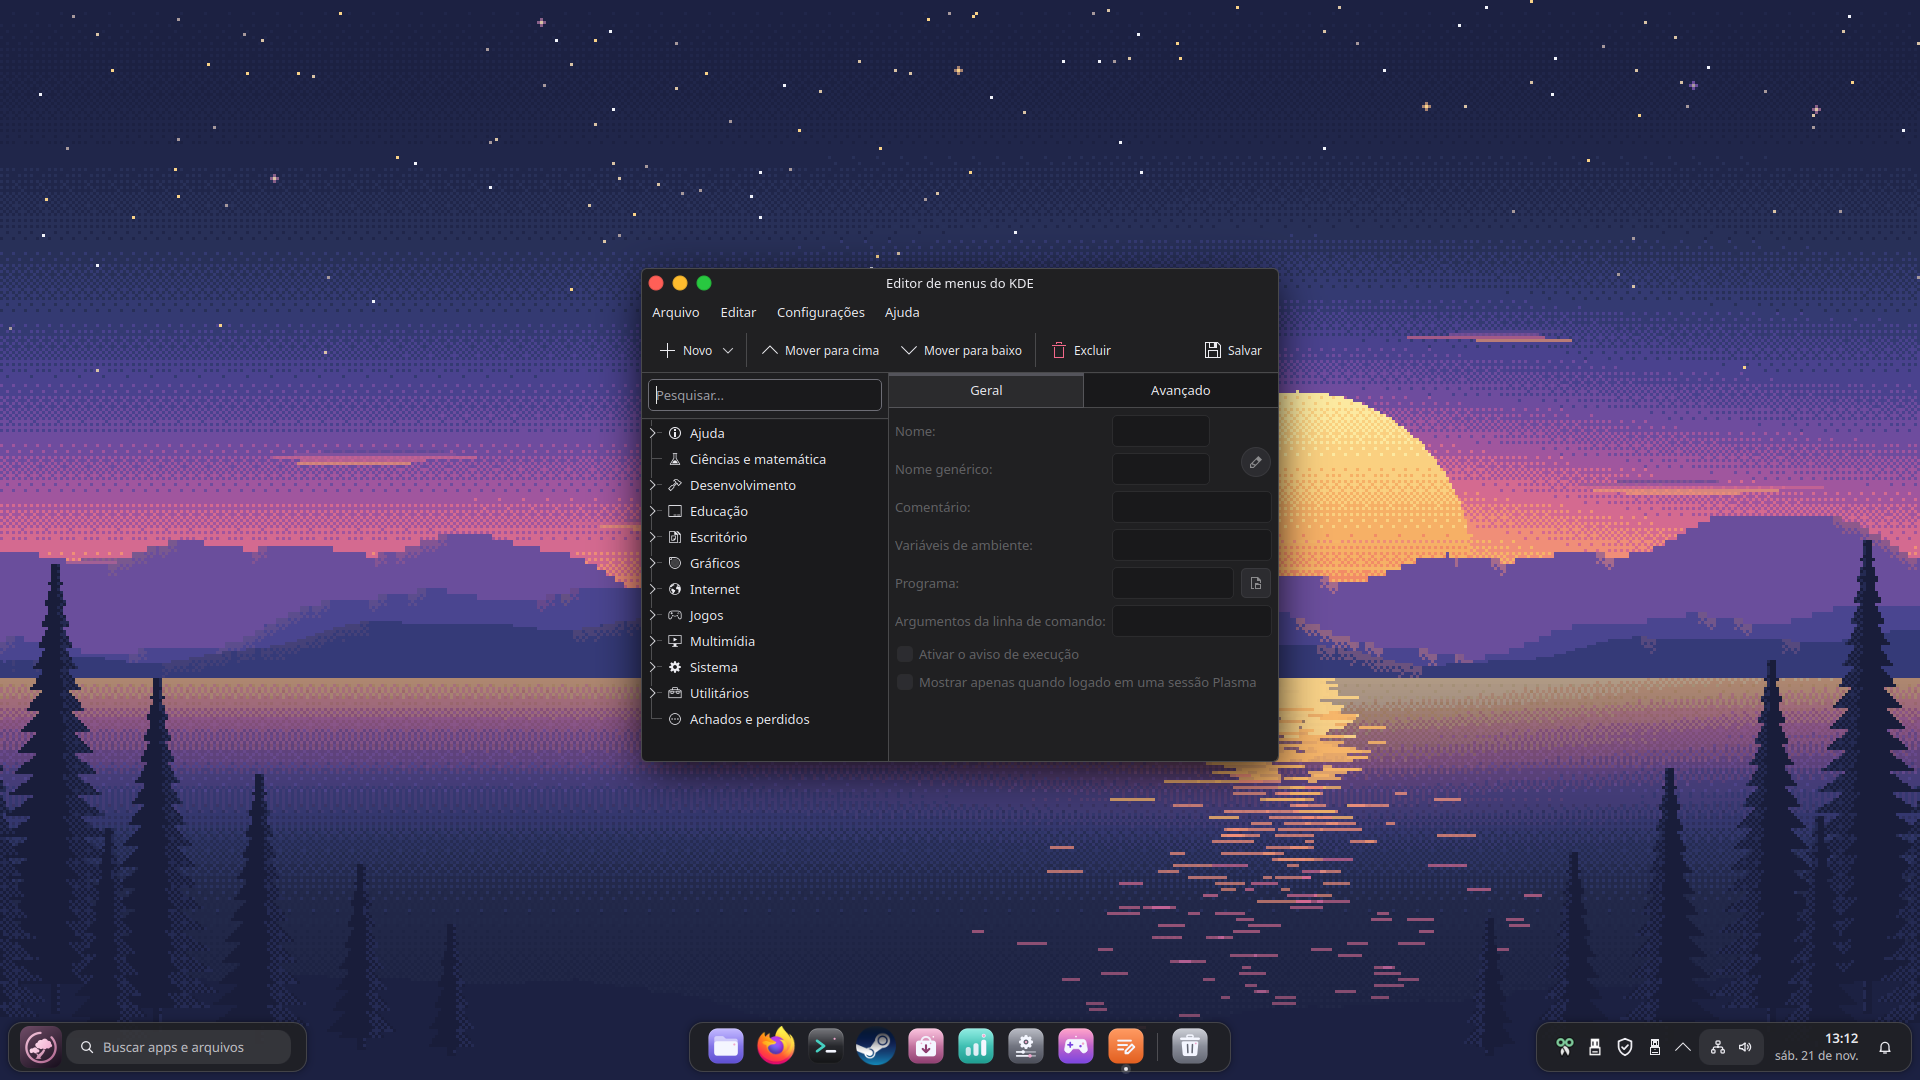 Editor de menus do KDE
Arquivo Editar Configurações Ajuda
Novo Mover para cima Mover para baixo Excluir Salvar
Pesquisar...
Geral Avançado
Ajuda
Ciências e matemática
Desenvolvimento
Educação
Escritório
Gráficos
Internet
Jogos
Multimídia
Sistema
Utilitários
Achados e perdidos
Nome:
Nome genérico:
Comentário:
Variáveis de ambiente:
Programa:
Argumentos da linha de comando:
Ativar o aviso de execução
Mostrar apenas quando logado em uma sessão Plasma
Buscar apps e arquivos
13:12
sáb. 21 de nov.